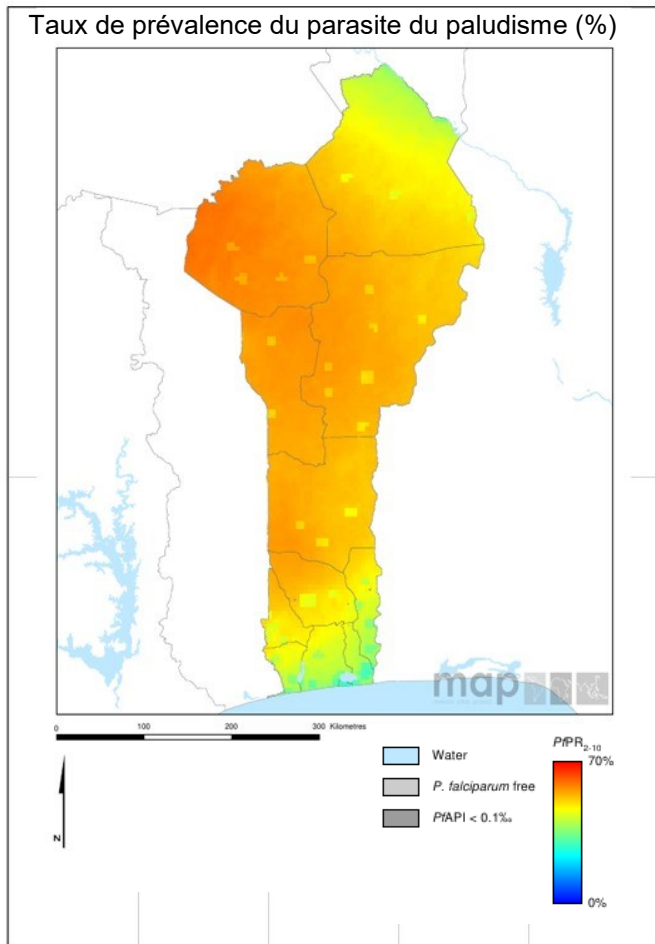 Taux de prévalence du parasite du paludisme (%)
map
0 100 200 300 Kilometres
N
Water
P. falciparum free
PfAPI < 0.1‰
PfPR2-10
70%
0%